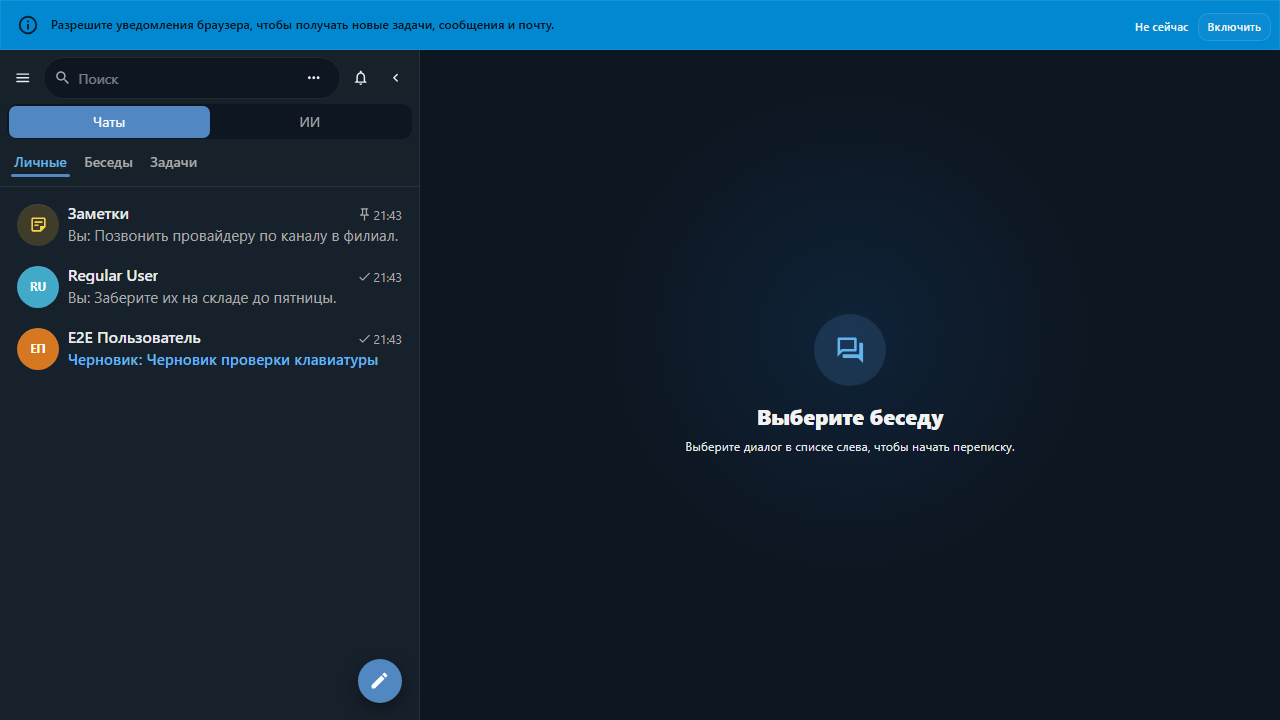 Разрешите уведомления браузера, чтобы получать новые задачи, сообщения и почту.
Не сейчас
Включить
Поиск
Чаты
ИИ
Личные
Беседы
Задачи
Заметки
21:43
Вы: Позвонить провайдеру по каналу в филиал.
RU
Regular User
21:43
Вы: Заберите их на складе до пятницы.
ЕП
E2E Пользователь
21:43
Черновик: Черновик проверки клавиатуры
Выберите беседу
Выберите диалог в списке слева, чтобы начать переписку.